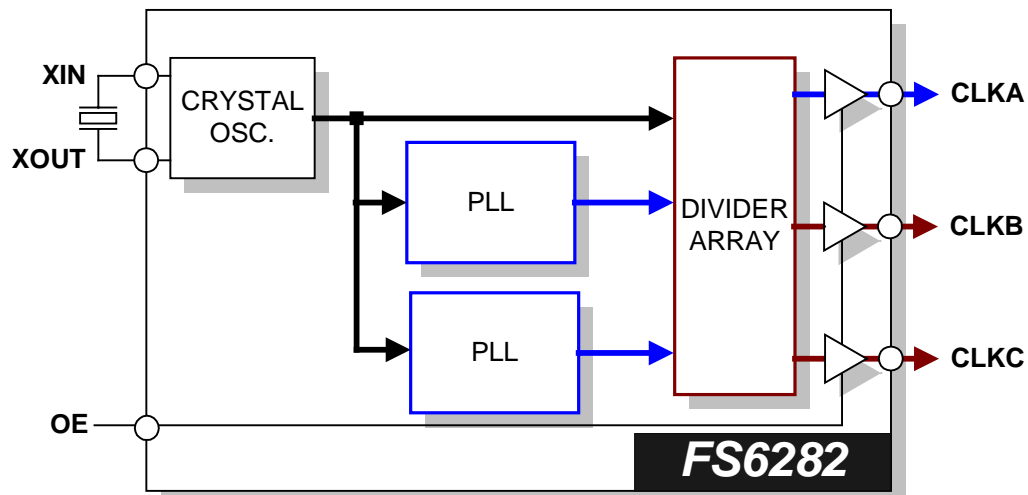 XIN
XOUT
CRYSTAL
OSC.
PLL
PLL
DIVIDER
ARRAY
CLKA
CLKB
CLKC
OE
FS6282